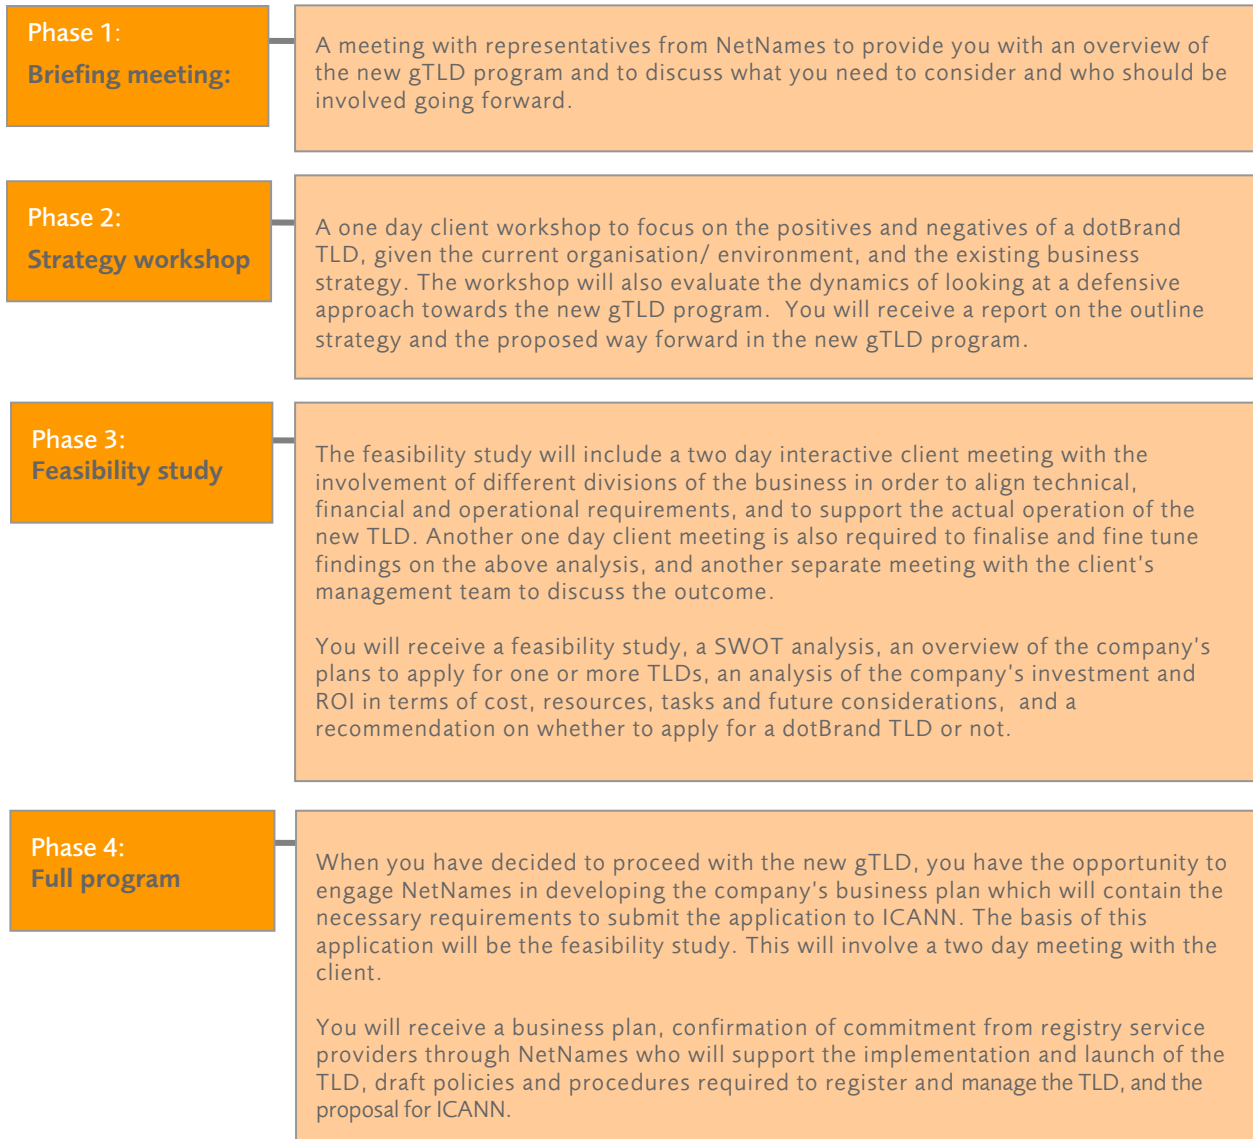 Phase 1:
Briefing meeting:
A meeting with representatives from NetNames to provide you with an overview of
the new gTLD program and to discuss what you need to consider and who should be
involved going forward.
Phase 2:
Strategy workshop
A one day client workshop to focus on the positives and negatives of a dotBrand
TLD, given the current organisation/ environment, and the existing business
strategy. The workshop will also evaluate the dynamics of looking at a defensive
approach towards the new gTLD program.  You will receive a report on the outline
strategy and the proposed way forward in the new gTLD program.
Phase 3:
Feasibility study
The feasibility study will include a two day interactive client meeting with the
involvement of different divisions of the business in order to align technical,
financial and operational requirements, and to support the actual operation of the
new TLD. Another one day client meeting is also required to finalise and fine tune
findings on the above analysis, and another separate meeting with the client's
management team to discuss the outcome.
You will receive a feasibility study, a SWOT analysis, an overview of the company's
plans to apply for one or more TLDs, an analysis of the company's investment and
ROI in terms of cost, resources, tasks and future considerations,  and a
recommendation on whether to apply for a dotBrand TLD or not.
Phase 4:
Full program
When you have decided to proceed with the new gTLD, you have the opportunity to
engage NetNames in developing the company's business plan which will contain the
necessary requirements to submit the application to ICANN. The basis of this
application will be the feasibility study. This will involve a two day meeting with the
client.
You will receive a business plan, confirmation of commitment from registry service
providers through NetNames who will support the implementation and launch of the
TLD, draft policies and procedures required to register and manage the TLD, and the
proposal for ICANN.